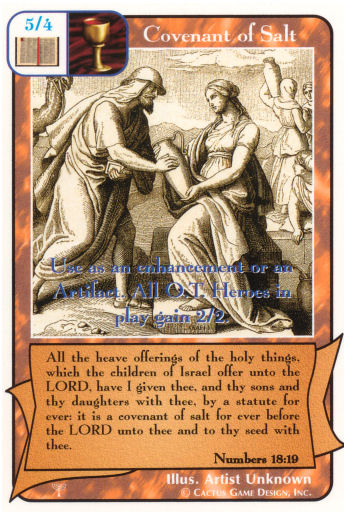 5/4
Covenant of Salt
Use as an enhancement or an
Artifact. All O.T. Heroes in
play gain 2/2.
All the heave offerings of the holy things,
which the children of Israel offer unto the
LORD, have I given thee, and thy sons and
thy daughters with thee, by a statute for
ever: it is a covenant of salt for ever before
the LORD unto thee and to thy seed with
thee.
Numbers 18:19
Illus. Artist Unknown
© CACTUS GAME DESIGN, INC.